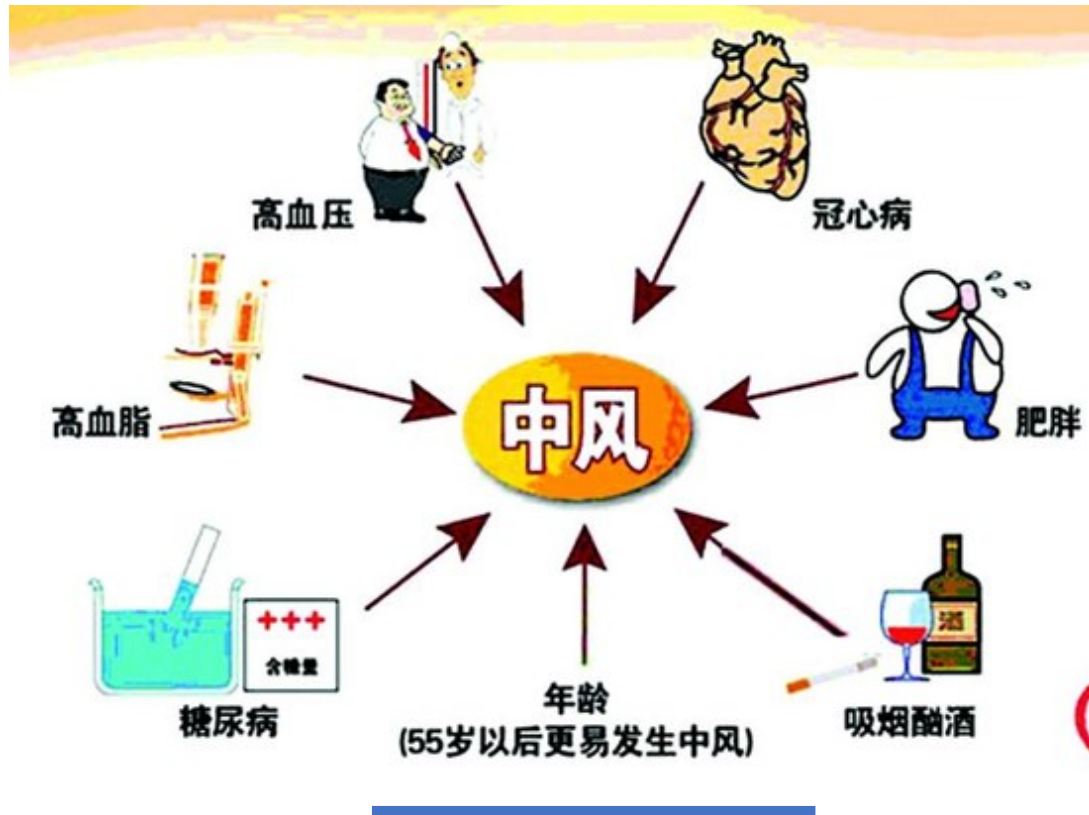 高血压
冠心病
高血脂
中风
肥胖
+++
含糖量
糖尿病
年龄
(55岁以后更易发生中风)
酒
吸烟酗酒